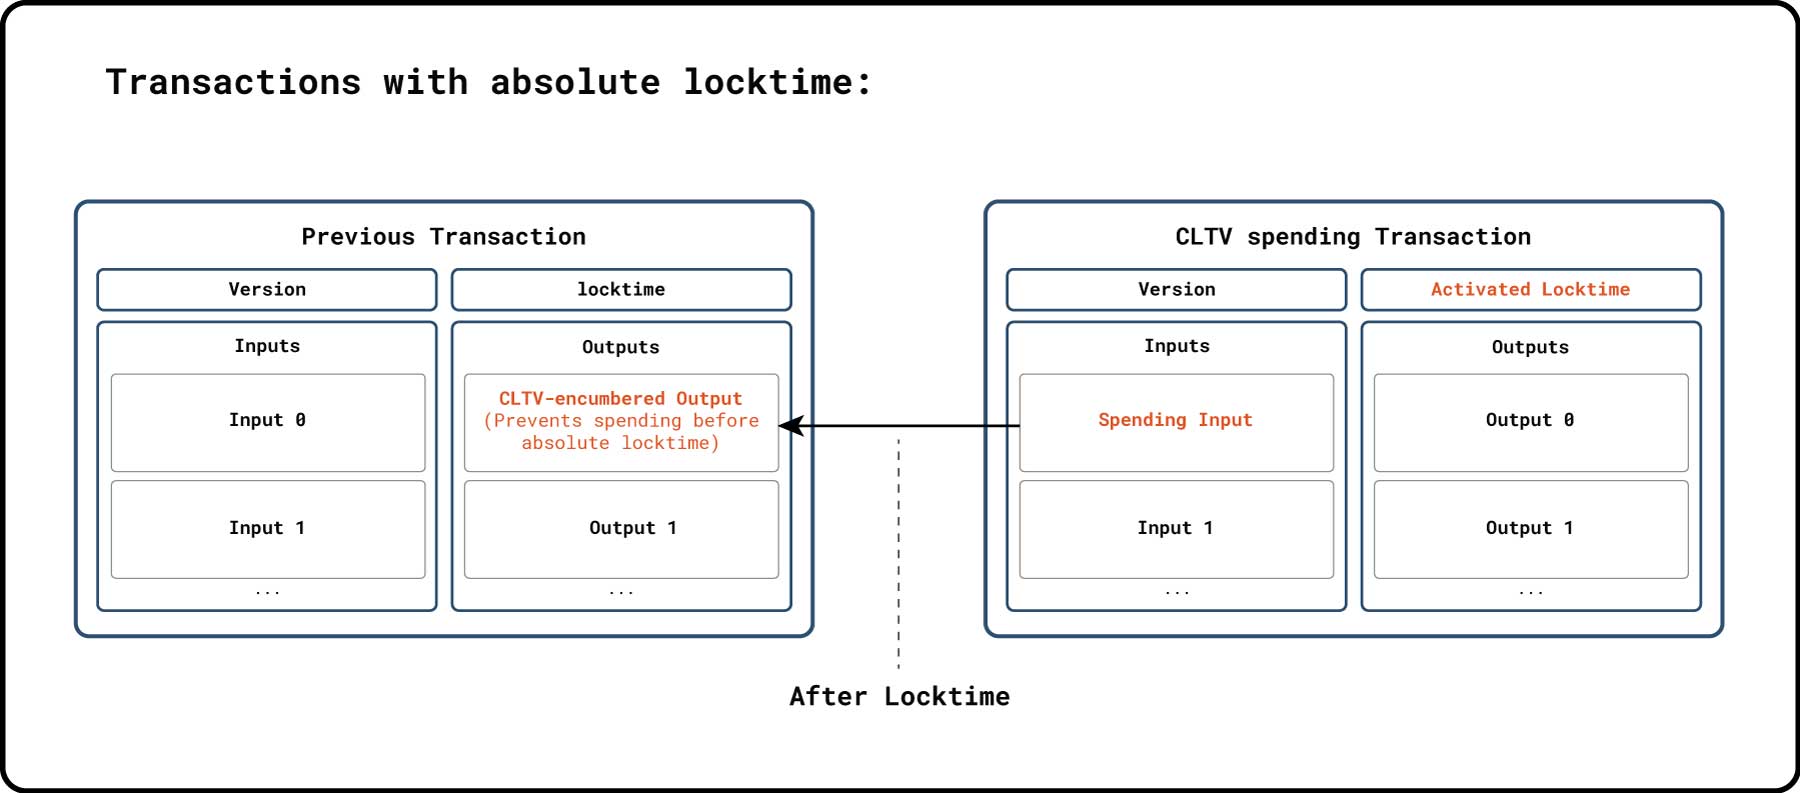 Transactions with absolute locktime:
Previous Transaction
Version
locktime
Inputs
Input 0
Input 1
...
Outputs
CLTV-encumbered Output
(Prevents spending before
absolute locktime)
Output 1
...
After Locktime
CLTV spending Transaction
Version
Activated Locktime
Inputs
Spending Input
Input 1
...
Outputs
Output 0
Output 1
...